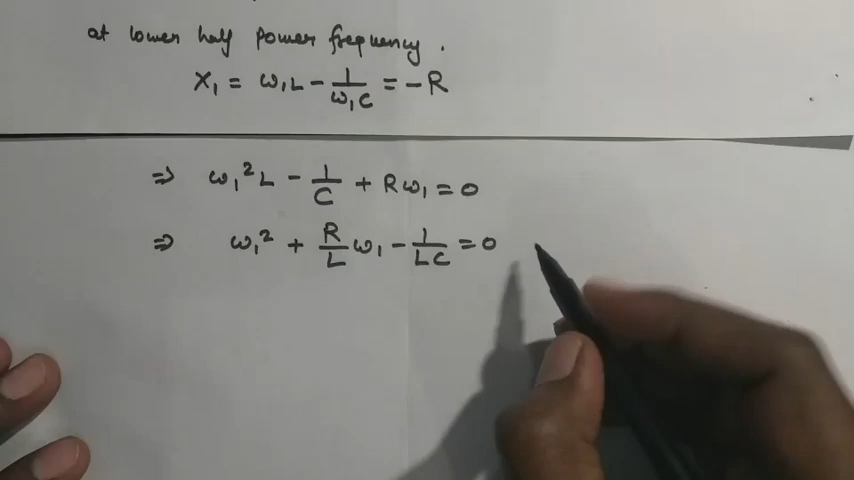 at lower half power frequency.
X₁ = ω₁L − 1/ω₁C = −R
⇒ ω₁²L − 1/C + Rω₁ = 0
⇒ ω₁² + R/L ω₁ − 1/LC = 0